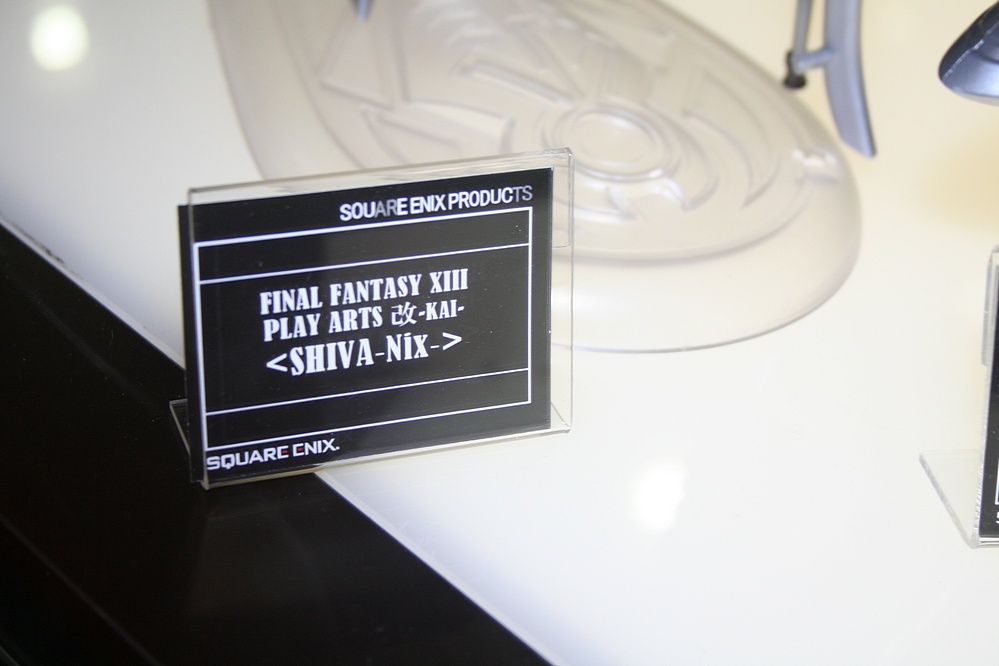 SQUARE ENIX PRODUCTS
FINAL FANTASY XIII
PLAY ARTS 改-KAI-
<SHIVA-Nix->
SQUARE ENIX.